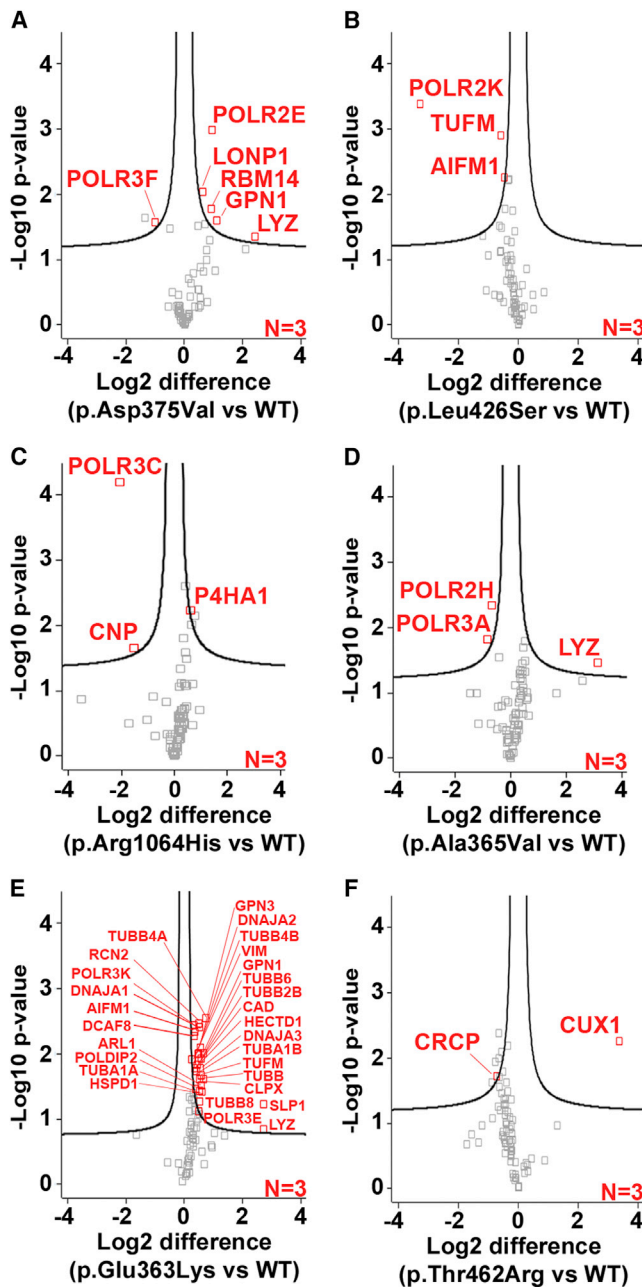 A
4
3
2
1
0
-Log10 p-value
POLR2E
LONP1
RBM14
POLR3F
GPN1
LYZ
N=3
-4 -2 0 2 4
Log2 difference
(p.Asp375Val vs WT)
B
4
3
2
1
0
-Log10 p-value
POLR2K
TUFM
AIFM1
N=3
-4 -2 0 2 4
Log2 difference
(p.Leu426Ser vs WT)
C
4
3
2
1
0
-Log10 p-value
POLR3C
P4HA1
CNP
N=3
-4 -2 0 2 4
Log2 difference
(p.Arg1064His vs WT)
D
4
3
2
1
0
-Log10 p-value
POLR2H
POLR3A
LYZ
N=3
-4 -2 0 2 4
Log2 difference
(p.Ala365Val vs WT)
E
4
3
2
1
0
-Log10 p-value
TUBB4A
RCN2
POLR3K
DNAJA1
AIFM1
DCAF8
ARL1
POLDIP2
TUBA1A
HSPD1
GPN3
DNAJA2
TUBB4B
VIM
GPN1
TUBB6
TUBB2B
CAD
HECTD1
DNAJA3
TUBA1B
TUFM
TUBB
CLPX
TUBB8
SLP1
POLR3E
LYZ
N=3
-4 -2 0 2 4
Log2 difference
(p.Glu363Lys vs WT)
F
4
3
2
1
0
-Log10 p-value
CRCP
CUX1
N=3
-4 -2 0 2 4
Log2 difference
(p.Thr462Arg vs WT)